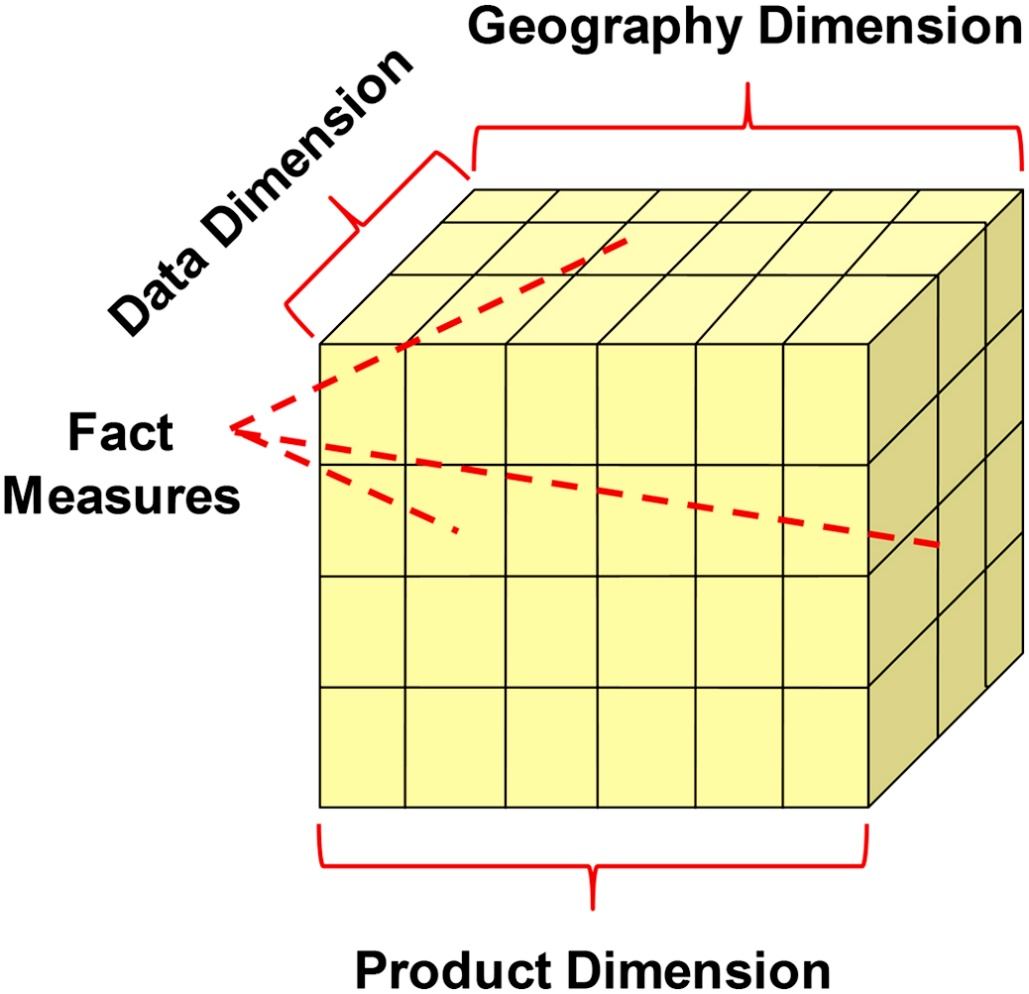 Geography Dimension
Data Dimension
Fact
Measures
Product Dimension